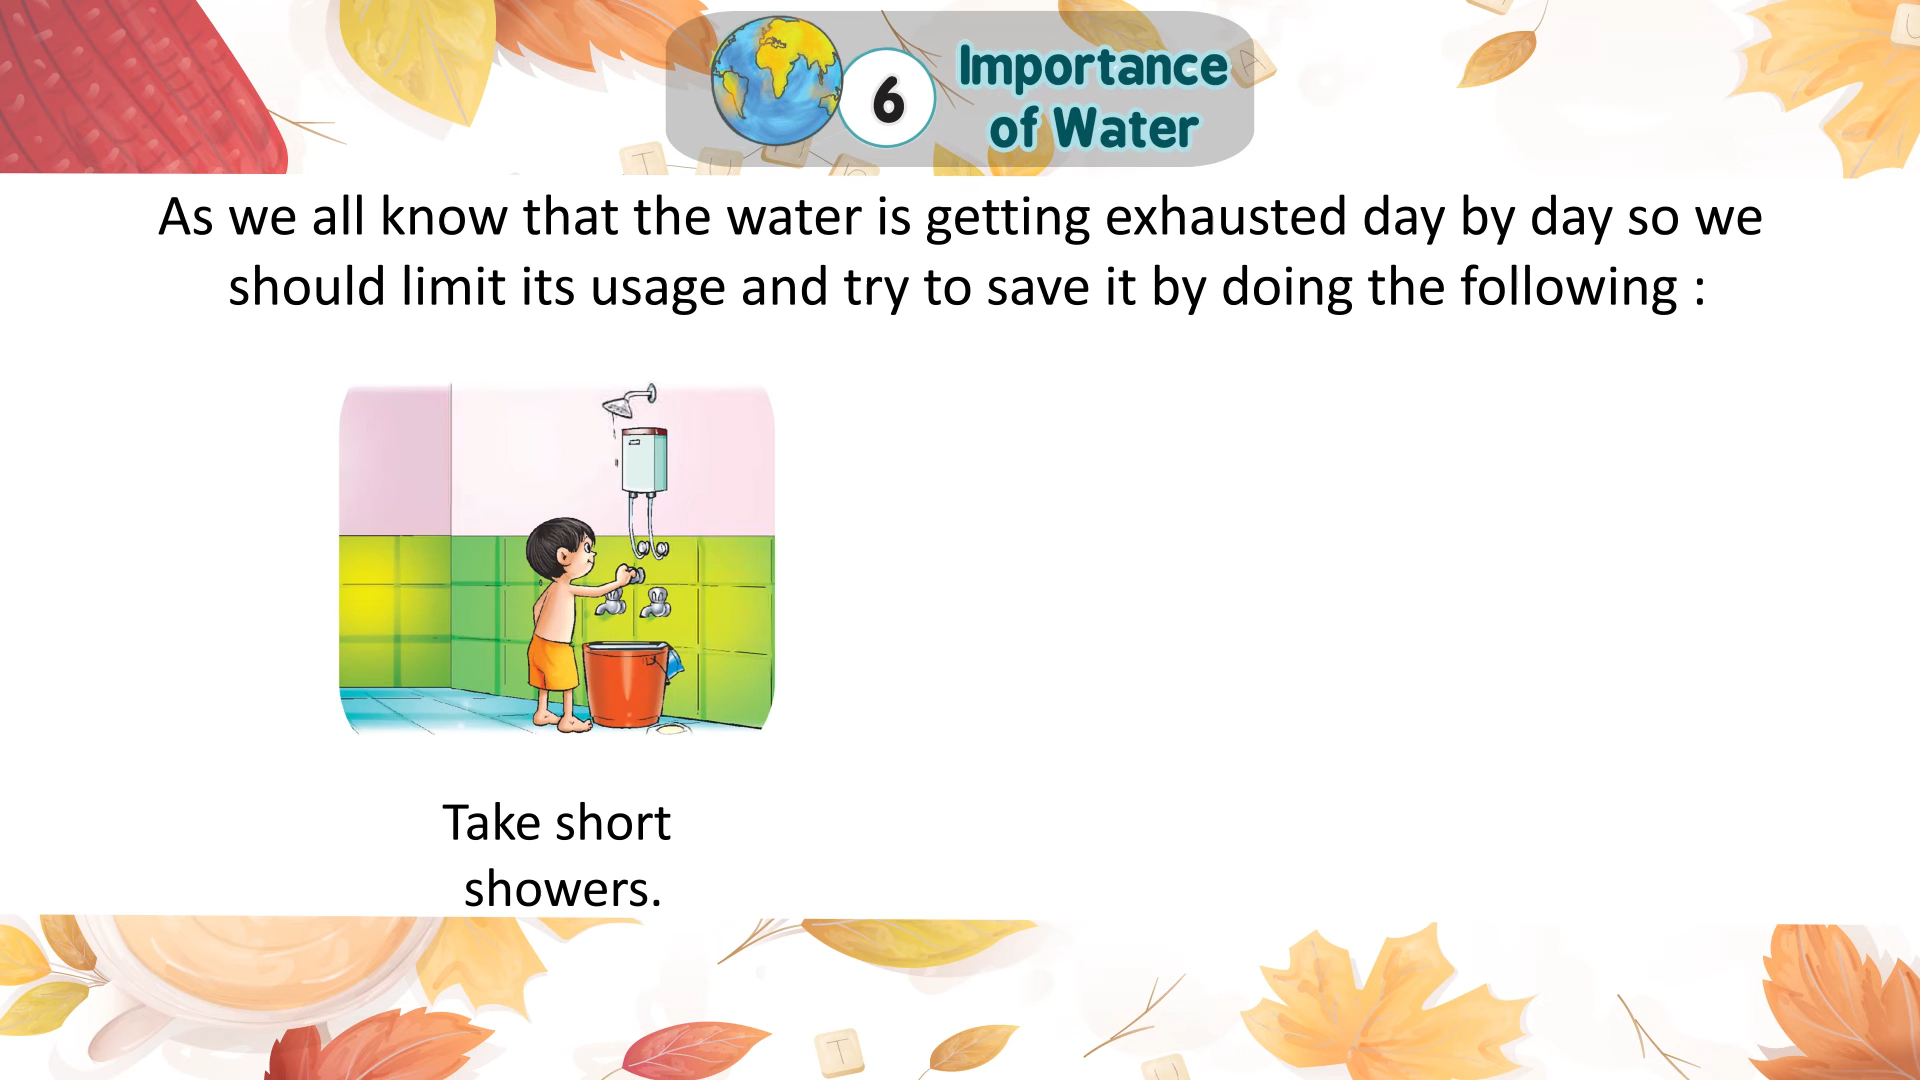 6
Importance
of Water
As we all know that the water is getting exhausted day by day so we
should limit its usage and try to save it by doing the following :
Take short
showers.
A
T
U
T
U